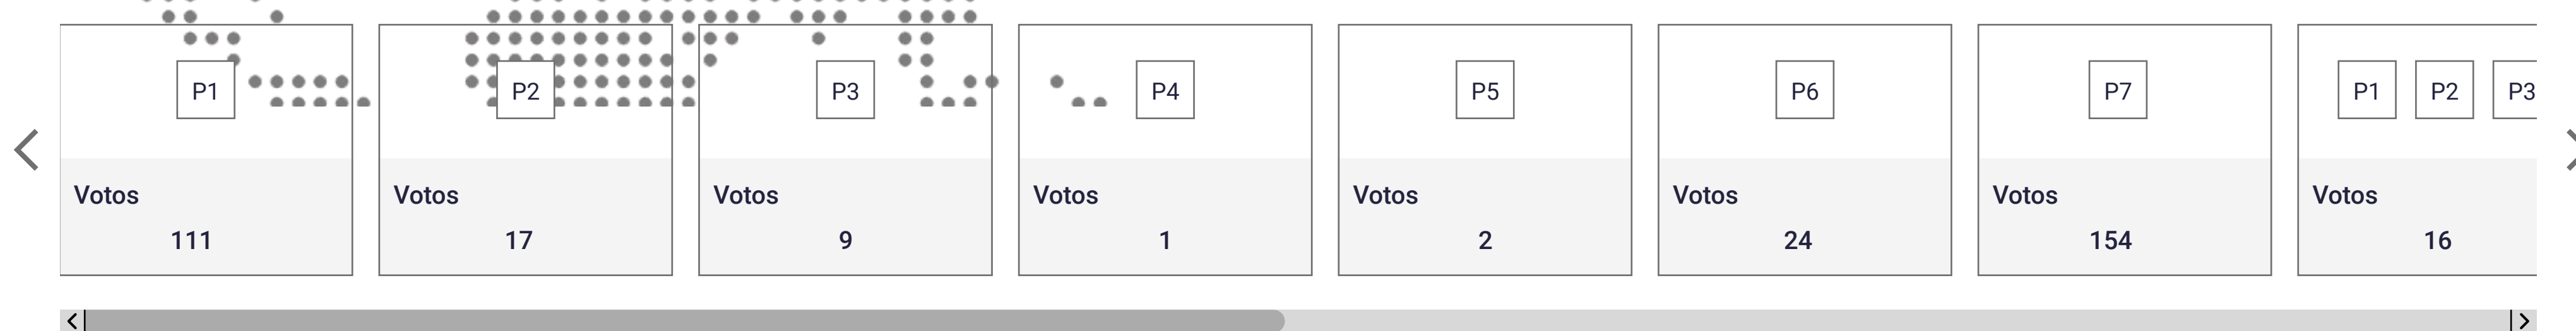 P1 P2 P3 P4 P5 P6 P7 P1 P2 P3
Votos Votos Votos Votos Votos Votos Votos Votos
111 17 9 1 2 24 154 16